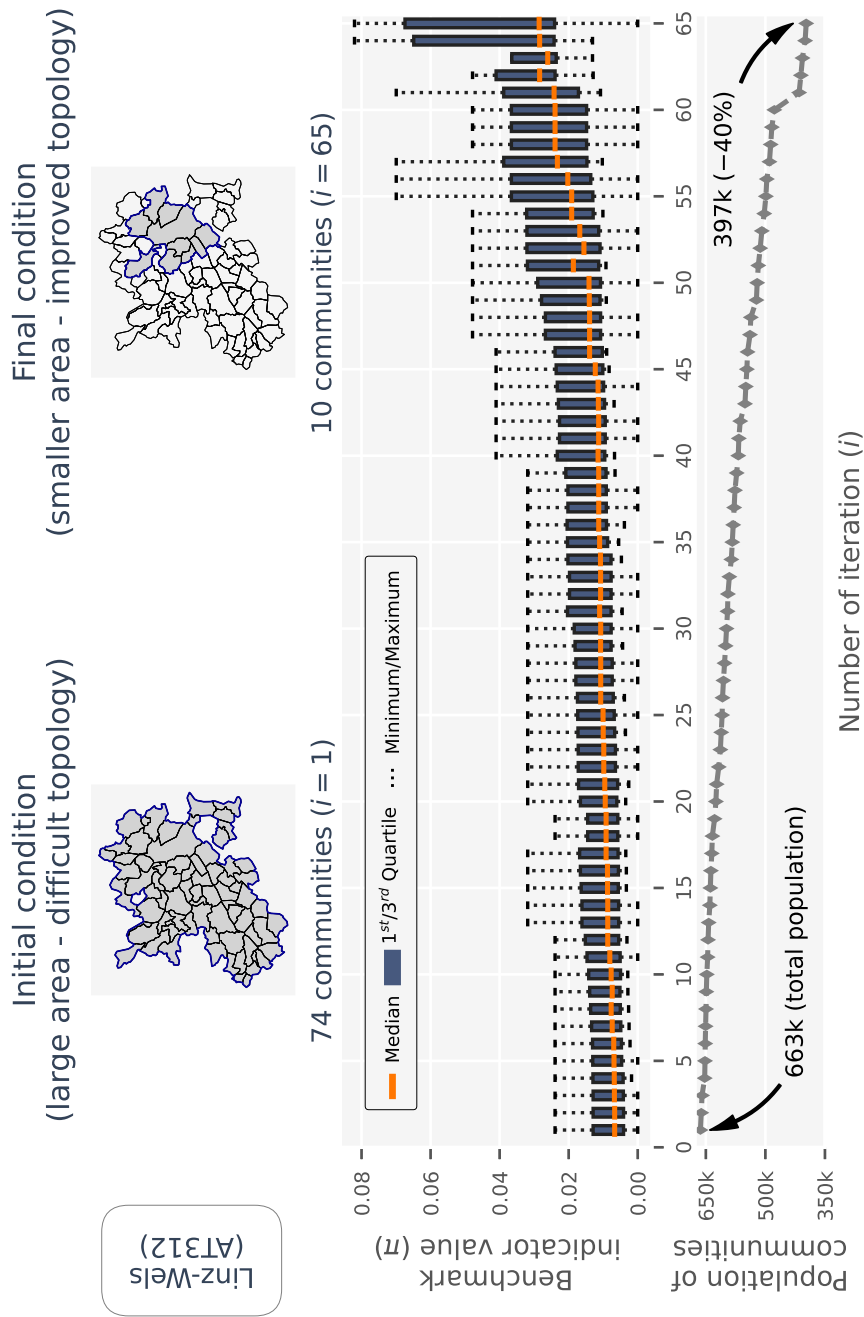 Linz-Wels
(AT312)
Initial condition
(large area - difficult topology)
Final condition
(smaller area - improved topology)
74 communities (i = 1)
10 communities (i = 65)
Benchmark
indicator value (π)
0.08
0.06
0.04
0.02
0.00
Median
1st/3rd Quartile
Minimum/Maximum
0 5 10 15 20 25 30 35 40 45 50 55 60 65
Population of
communities
650k
500k
350k
663k (total population)
397k (−40%)
Number of iteration (i)